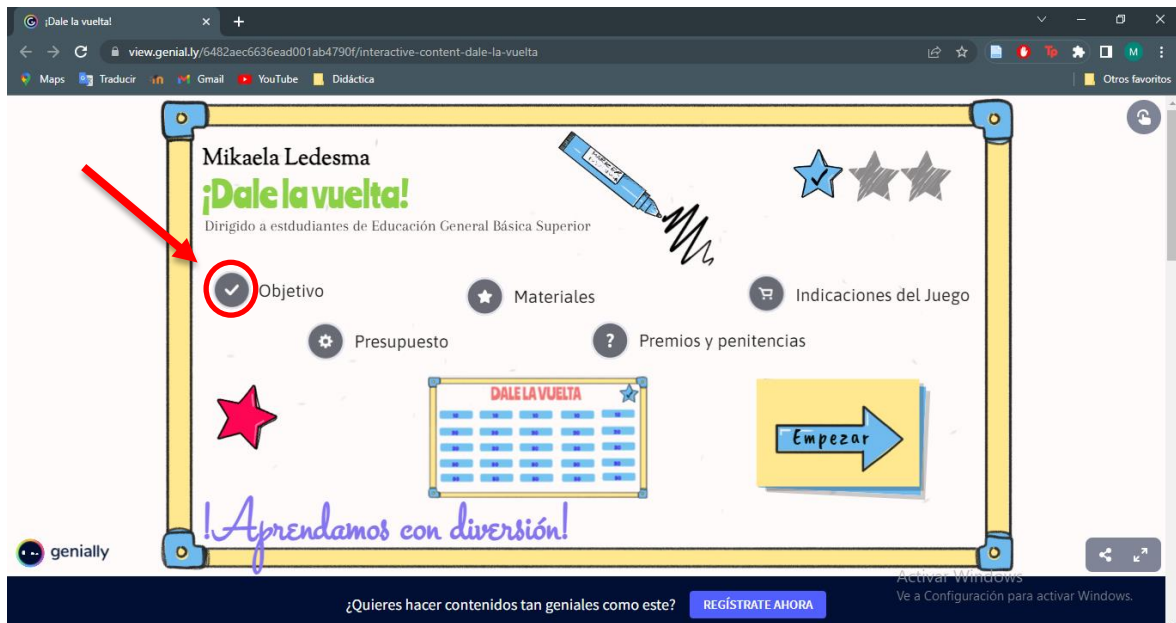 ¡Dale la vuelta!
view.genial.ly/6482aec6636ead001ab4790f/interactive-content-dale-la-vuelta
Maps Traducir Gmail YouTube Didáctica Otros favoritos
Mikaela Ledesma
¡Dale la vuelta!
Dirigido a estdudiantes de Educación General Básica Superior
Objetivo
Materiales
Indicaciones del Juego
Presupuesto
Premios y penitencias
DALE LA VUELTA
Empezar
!Aprendamos con diversión!
genially
Activar Windows
Ve a Configuración para activar Windows.
¿Quieres hacer contenidos tan geniales como este? REGÍSTRATE AHORA